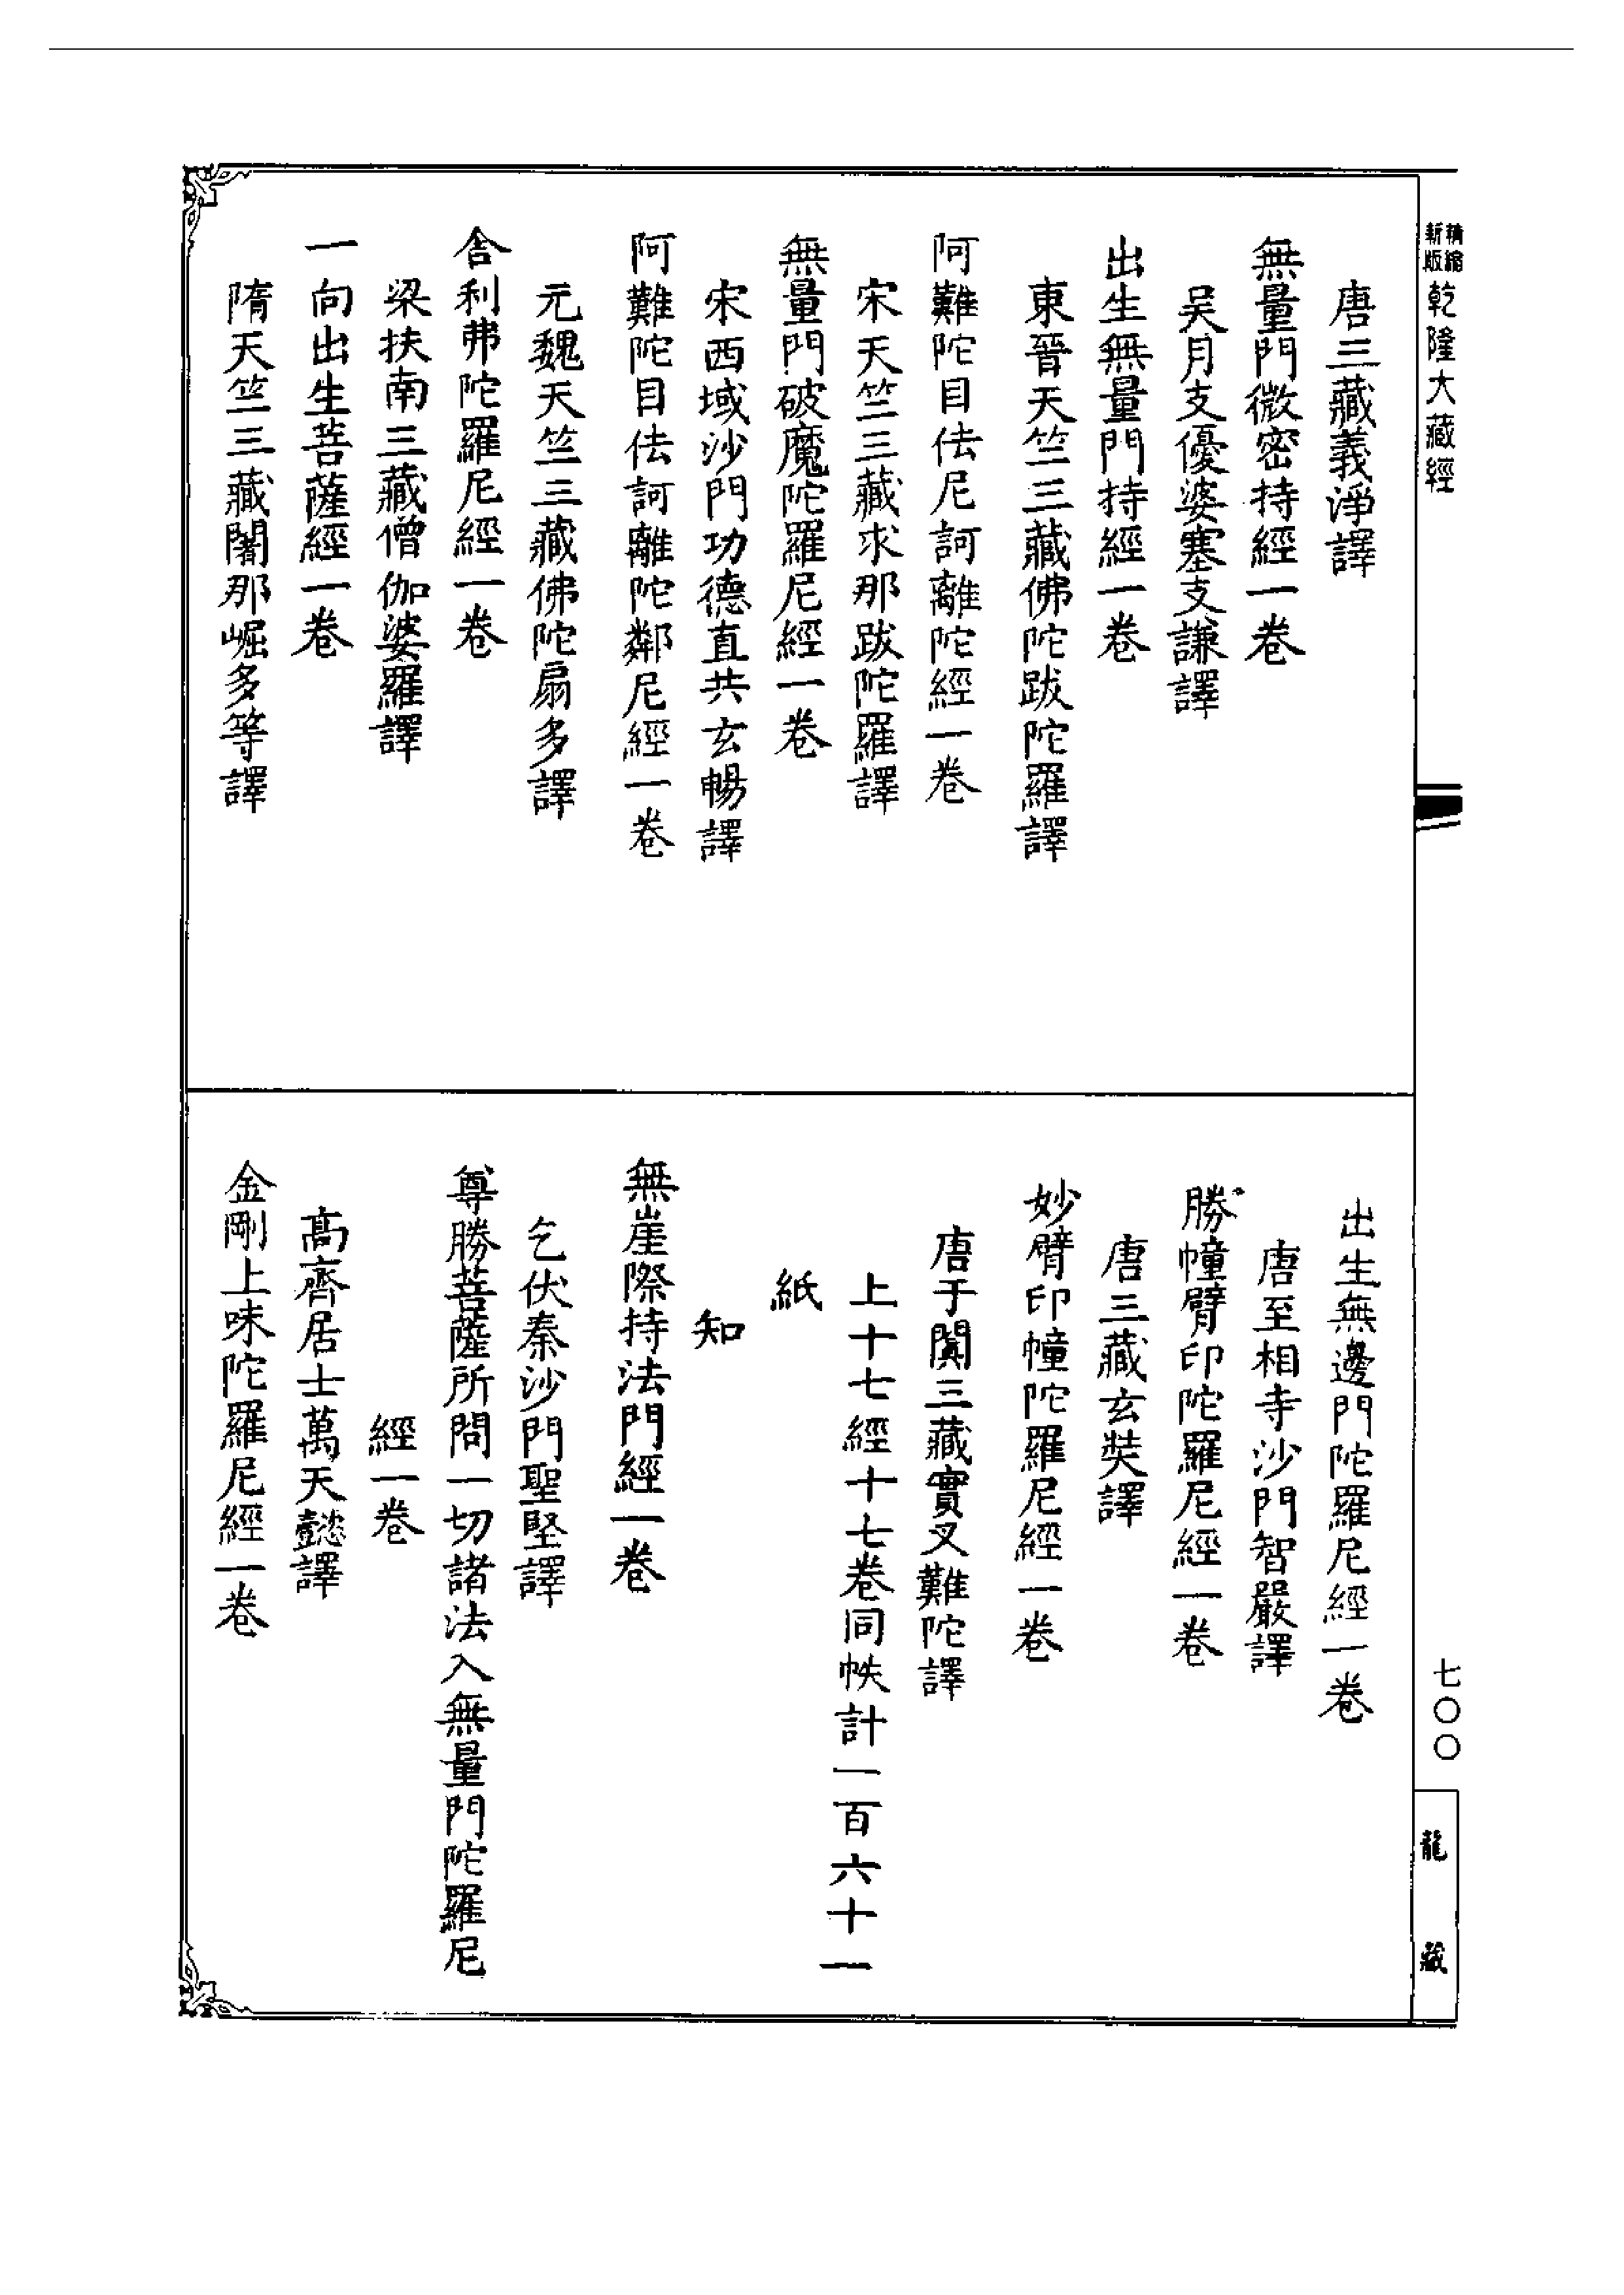 精縮新版乾隆大藏經
唐三藏義淨譯
無量門微密持經一卷
吴月支優婆塞支謙譯
出生無量門持經一卷
東晉天竺三藏佛陀跋陀羅譯
阿難陀目佉尼訶離陀經一卷
宋天竺三藏求那跋陀羅譯
無量門破魔陀羅尼經一卷
宋西域沙門功德直共玄暢譯
阿難陀目佉訶離陀鄰尼經一卷
元魏天竺三藏佛陀扇多譯
舍利弗陀羅尼經一卷
梁扶南三藏僧伽婆羅譯
一向出生菩薩經一卷
隋天竺三藏闍那崛多等譯
出生無邊門陀羅尼經一卷
唐至相寺沙門智嚴譯
勝幢臂印陀羅尼經一卷
唐三藏玄奘譯
妙臂印幢陀羅尼經一卷
唐于闐三藏實叉難陀譯
上十七經十七卷同帙計一百六十一
紙
知
無崖際持法門經一卷
乞伏秦沙門聖堅譯
尊勝菩薩所問一切諸法入無量門陀羅尼
經一卷
高齊居士萬天懿譯
金剛上味陀羅尼經一卷
七〇〇
龍藏